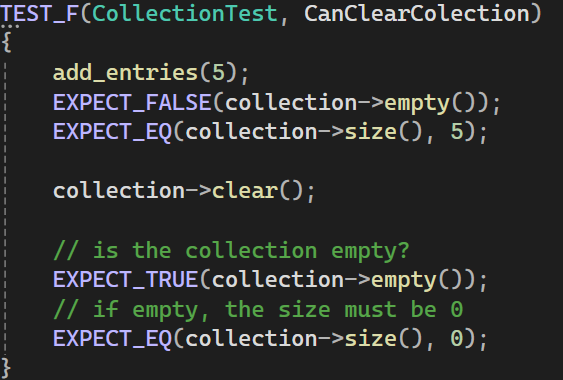 TEST_F(CollectionTest, CanClearColection)
{
    add_entries(5);
    EXPECT_FALSE(collection->empty());
    EXPECT_EQ(collection->size(), 5);

    collection->clear();

    // is the collection empty?
    EXPECT_TRUE(collection->empty());
    // if empty, the size must be 0
    EXPECT_EQ(collection->size(), 0);
}